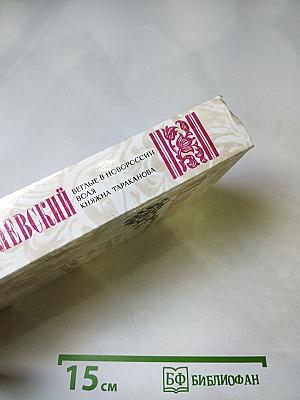 ЛЕВСКИЙ
БЕГЛЫЕ В НОВОРОССИИ
ВОЛЯ
КНЯЖНА ТАРАКАНОВА
15 см
БФ БИБЛИОФАН